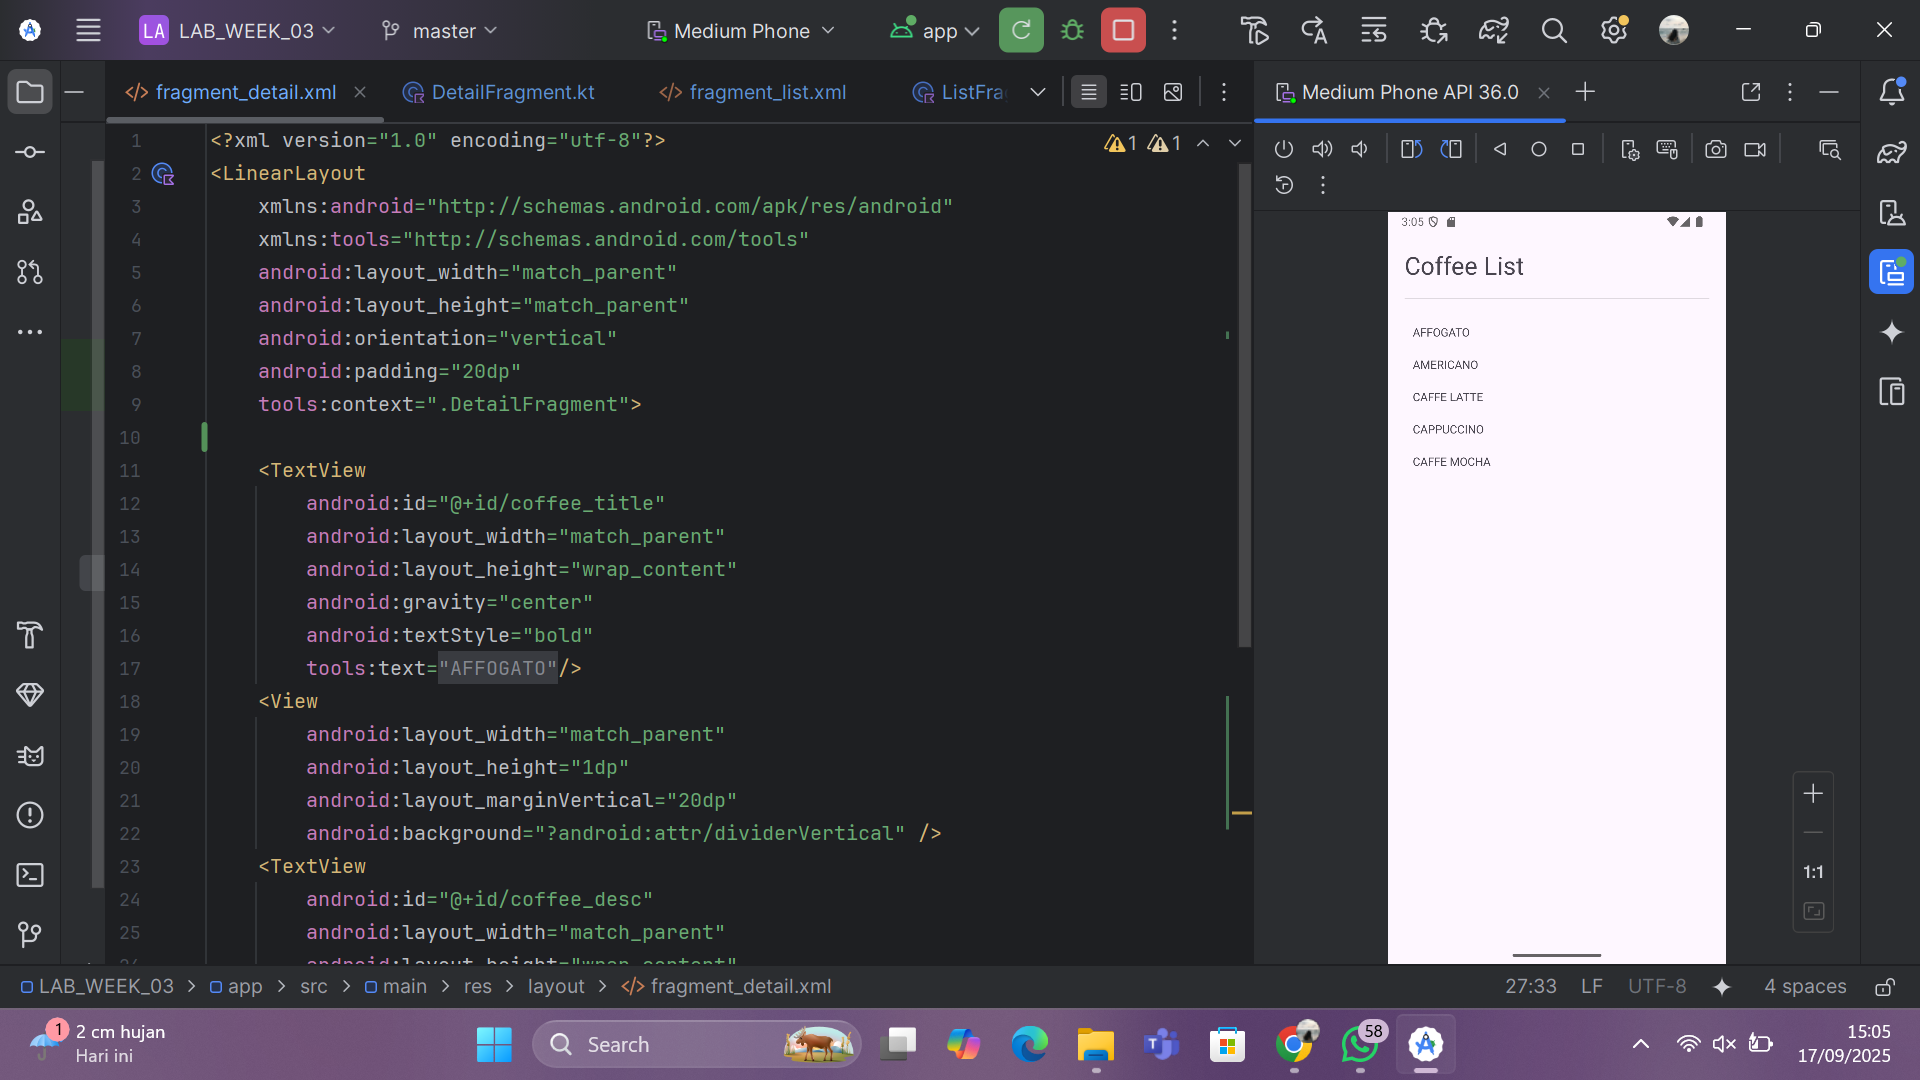 LA LAB_WEEK_03 master Medium Phone app
fragment_detail.xml DetailFragment.kt fragment_list.xml ListFra Medium Phone API 36.0
1 <?xml version="1.0" encoding="utf-8"?> 1 1
2 <LinearLayout
3 xmlns:android="http://schemas.android.com/apk/res/android"
4 xmlns:tools="http://schemas.android.com/tools"
5 android:layout_width="match_parent"
6 android:layout_height="match_parent"
7 android:orientation="vertical"
8 android:padding="20dp"
9 tools:context=".DetailFragment">
10
11 <TextView
12 android:id="@+id/coffee_title"
13 android:layout_width="match_parent"
14 android:layout_height="wrap_content"
15 android:gravity="center"
16 android:textStyle="bold"
17 tools:text="AFFOGATO"/>
18 <View
19 android:layout_width="match_parent"
20 android:layout_height="1dp"
21 android:layout_marginVertical="20dp"
22 android:background="?android:attr/dividerVertical" />
23 <TextView
24 android:id="@+id/coffee_desc"
25 android:layout_width="match_parent"
android:layout_height="wrap_content"
3:05
Coffee List
AFFOGATO
AMERICANO
CAFFE LATTE
CAPPUCCINO
CAFFE MOCHA
1:1
LAB_WEEK_03 > app > src > main > res > layout > fragment_detail.xml 27:33 LF UTF-8 4 spaces
1 2 cm hujan
Hari ini
Search
58
15:05
17/09/2025